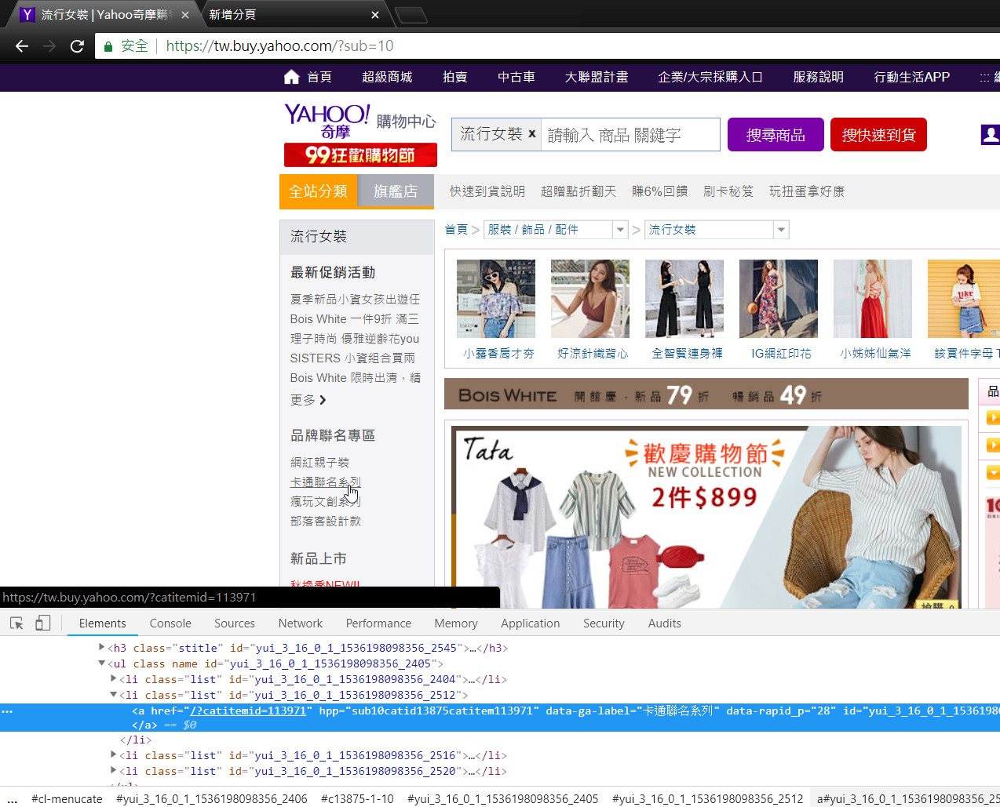 流行女裝 | Yahoo奇摩購
新增分頁
安全 https://tw.buy.yahoo.com/?sub=10
首頁 超級商城 拍賣 中古車 大聯盟計畫 企業/大宗採購入口 服務說明 行動生活APP :::
YAHOO! 奇摩 購物中心
99狂歡購物節
流行女裝 x 請輸入 商品 關鍵字 搜尋商品 搜快速到貨
全站分類 旗艦店 快速到貨說明 超贈點折翻天 賺6%回饋 刷卡秘笈 玩扭蛋拿好康
首頁 > 服裝 / 飾品 / 配件 > 流行女裝
流行女裝
最新促銷活動
夏季新品小資女孩出遊任
Bois White 一件9折 滿三
理子時尚 優雅逆齡花you
SISTERS 小資組合買兩
Bois White 限時出清，精
更多
品牌聯名專區
網紅親子裝
卡通聯名系列
瘋玩文創系列
部落客設計款
新品上市
秋換季NEW!!
like
小露香肩才夯 好涼針織背心 全智賢連身褲 IG網紅印花 小姊姊仙氣洋 該買件字母T
BOIS WHITE 開館慶·新品79折 暢銷品49折
品
Tata
歡慶購物節
NEW COLLECTION
2件$899
搶購
https://tw.buy.yahoo.com/?catitemid=113971
Elements Console Sources Network Performance Memory Application Security Audits
<h3 class="stitle" id="yui_3_16_0_1_1536198098356_2545">…</h3>
<ul class name id="yui_3_16_0_1_1536198098356_2405">
<li class="list" id="yui_3_16_0_1_1536198098356_2404">…</li>
<li class="list" id="yui_3_16_0_1_1536198098356_2512">
<a href="/?catitemid=113971" hpp="sub10catid13875catitem113971" data-ga-label="卡通聯名系列" data-rapid_p="28" id="yui_3_16_0_1_1536198
</a> == $0
</li>
<li class="list" id="yui_3_16_0_1_1536198098356_2516">…</li>
<li class="list" id="yui_3_16_0_1_1536198098356_2520">…</li>
</ul>
... #cl-menucate #yui_3_16_0_1_1536198098356_2406 #c13875-1-10 #yui_3_16_0_1_1536198098356_2405 #yui_3_16_0_1_1536198098356_2512 a#yui_3_16_0_1_1536198098356_25